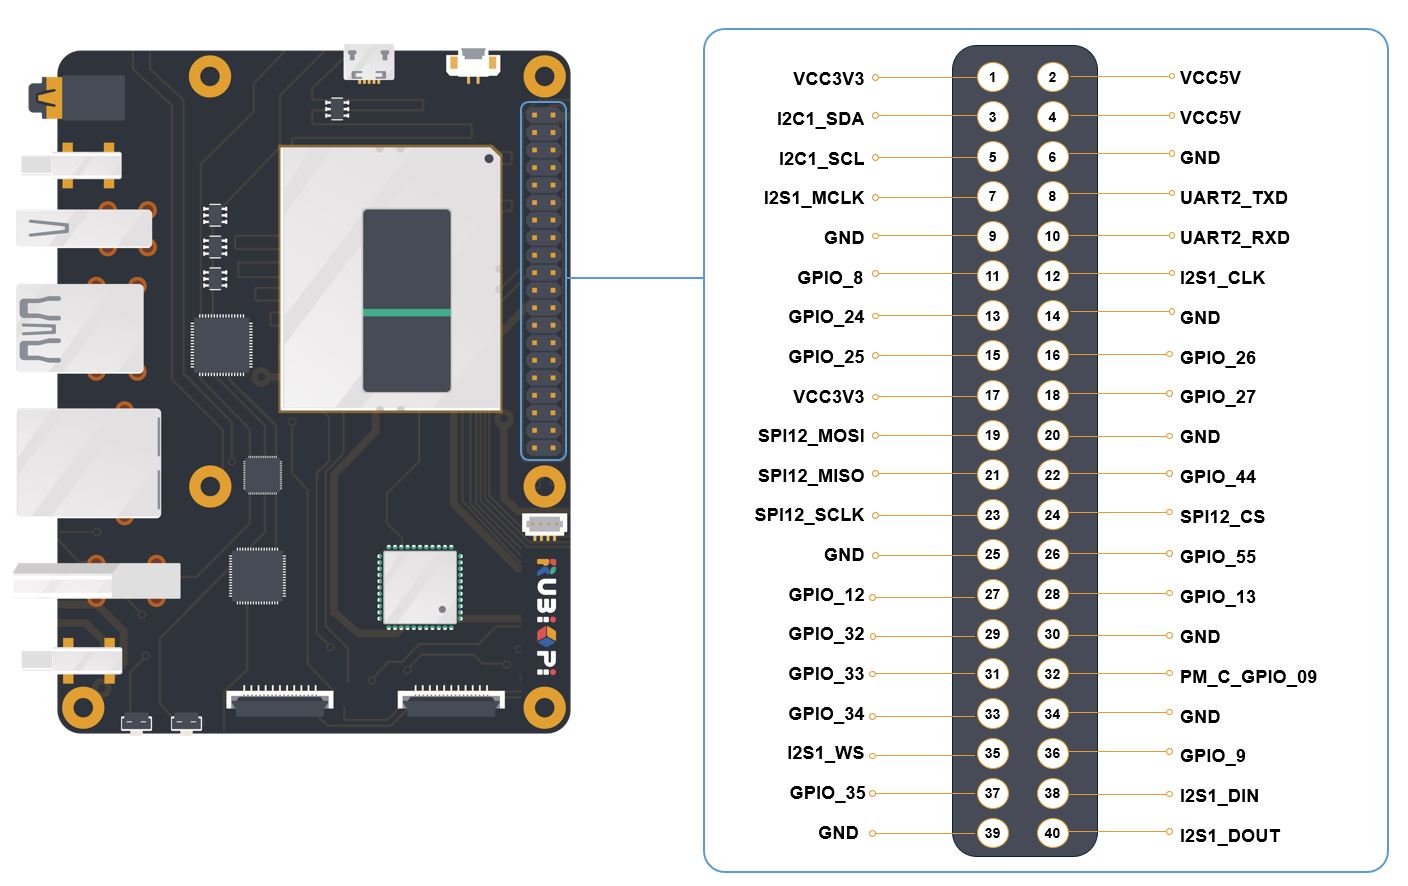 RUBiK Pi
VCC3V3 1 2 VCC5V
I2C1_SDA 3 4 VCC5V
I2C1_SCL 5 6 GND
I2S1_MCLK 7 8 UART2_TXD
GND 9 10 UART2_RXD
GPIO_8 11 12 I2S1_CLK
GPIO_24 13 14 GND
GPIO_25 15 16 GPIO_26
VCC3V3 17 18 GPIO_27
SPI12_MOSI 19 20 GND
SPI12_MISO 21 22 GPIO_44
SPI12_SCLK 23 24 SPI12_CS
GND 25 26 GPIO_55
GPIO_12 27 28 GPIO_13
GPIO_32 29 30 GND
GPIO_33 31 32 PM_C_GPIO_09
GPIO_34 33 34 GND
I2S1_WS 35 36 GPIO_9
GPIO_35 37 38 I2S1_DIN
GND 39 40 I2S1_DOUT